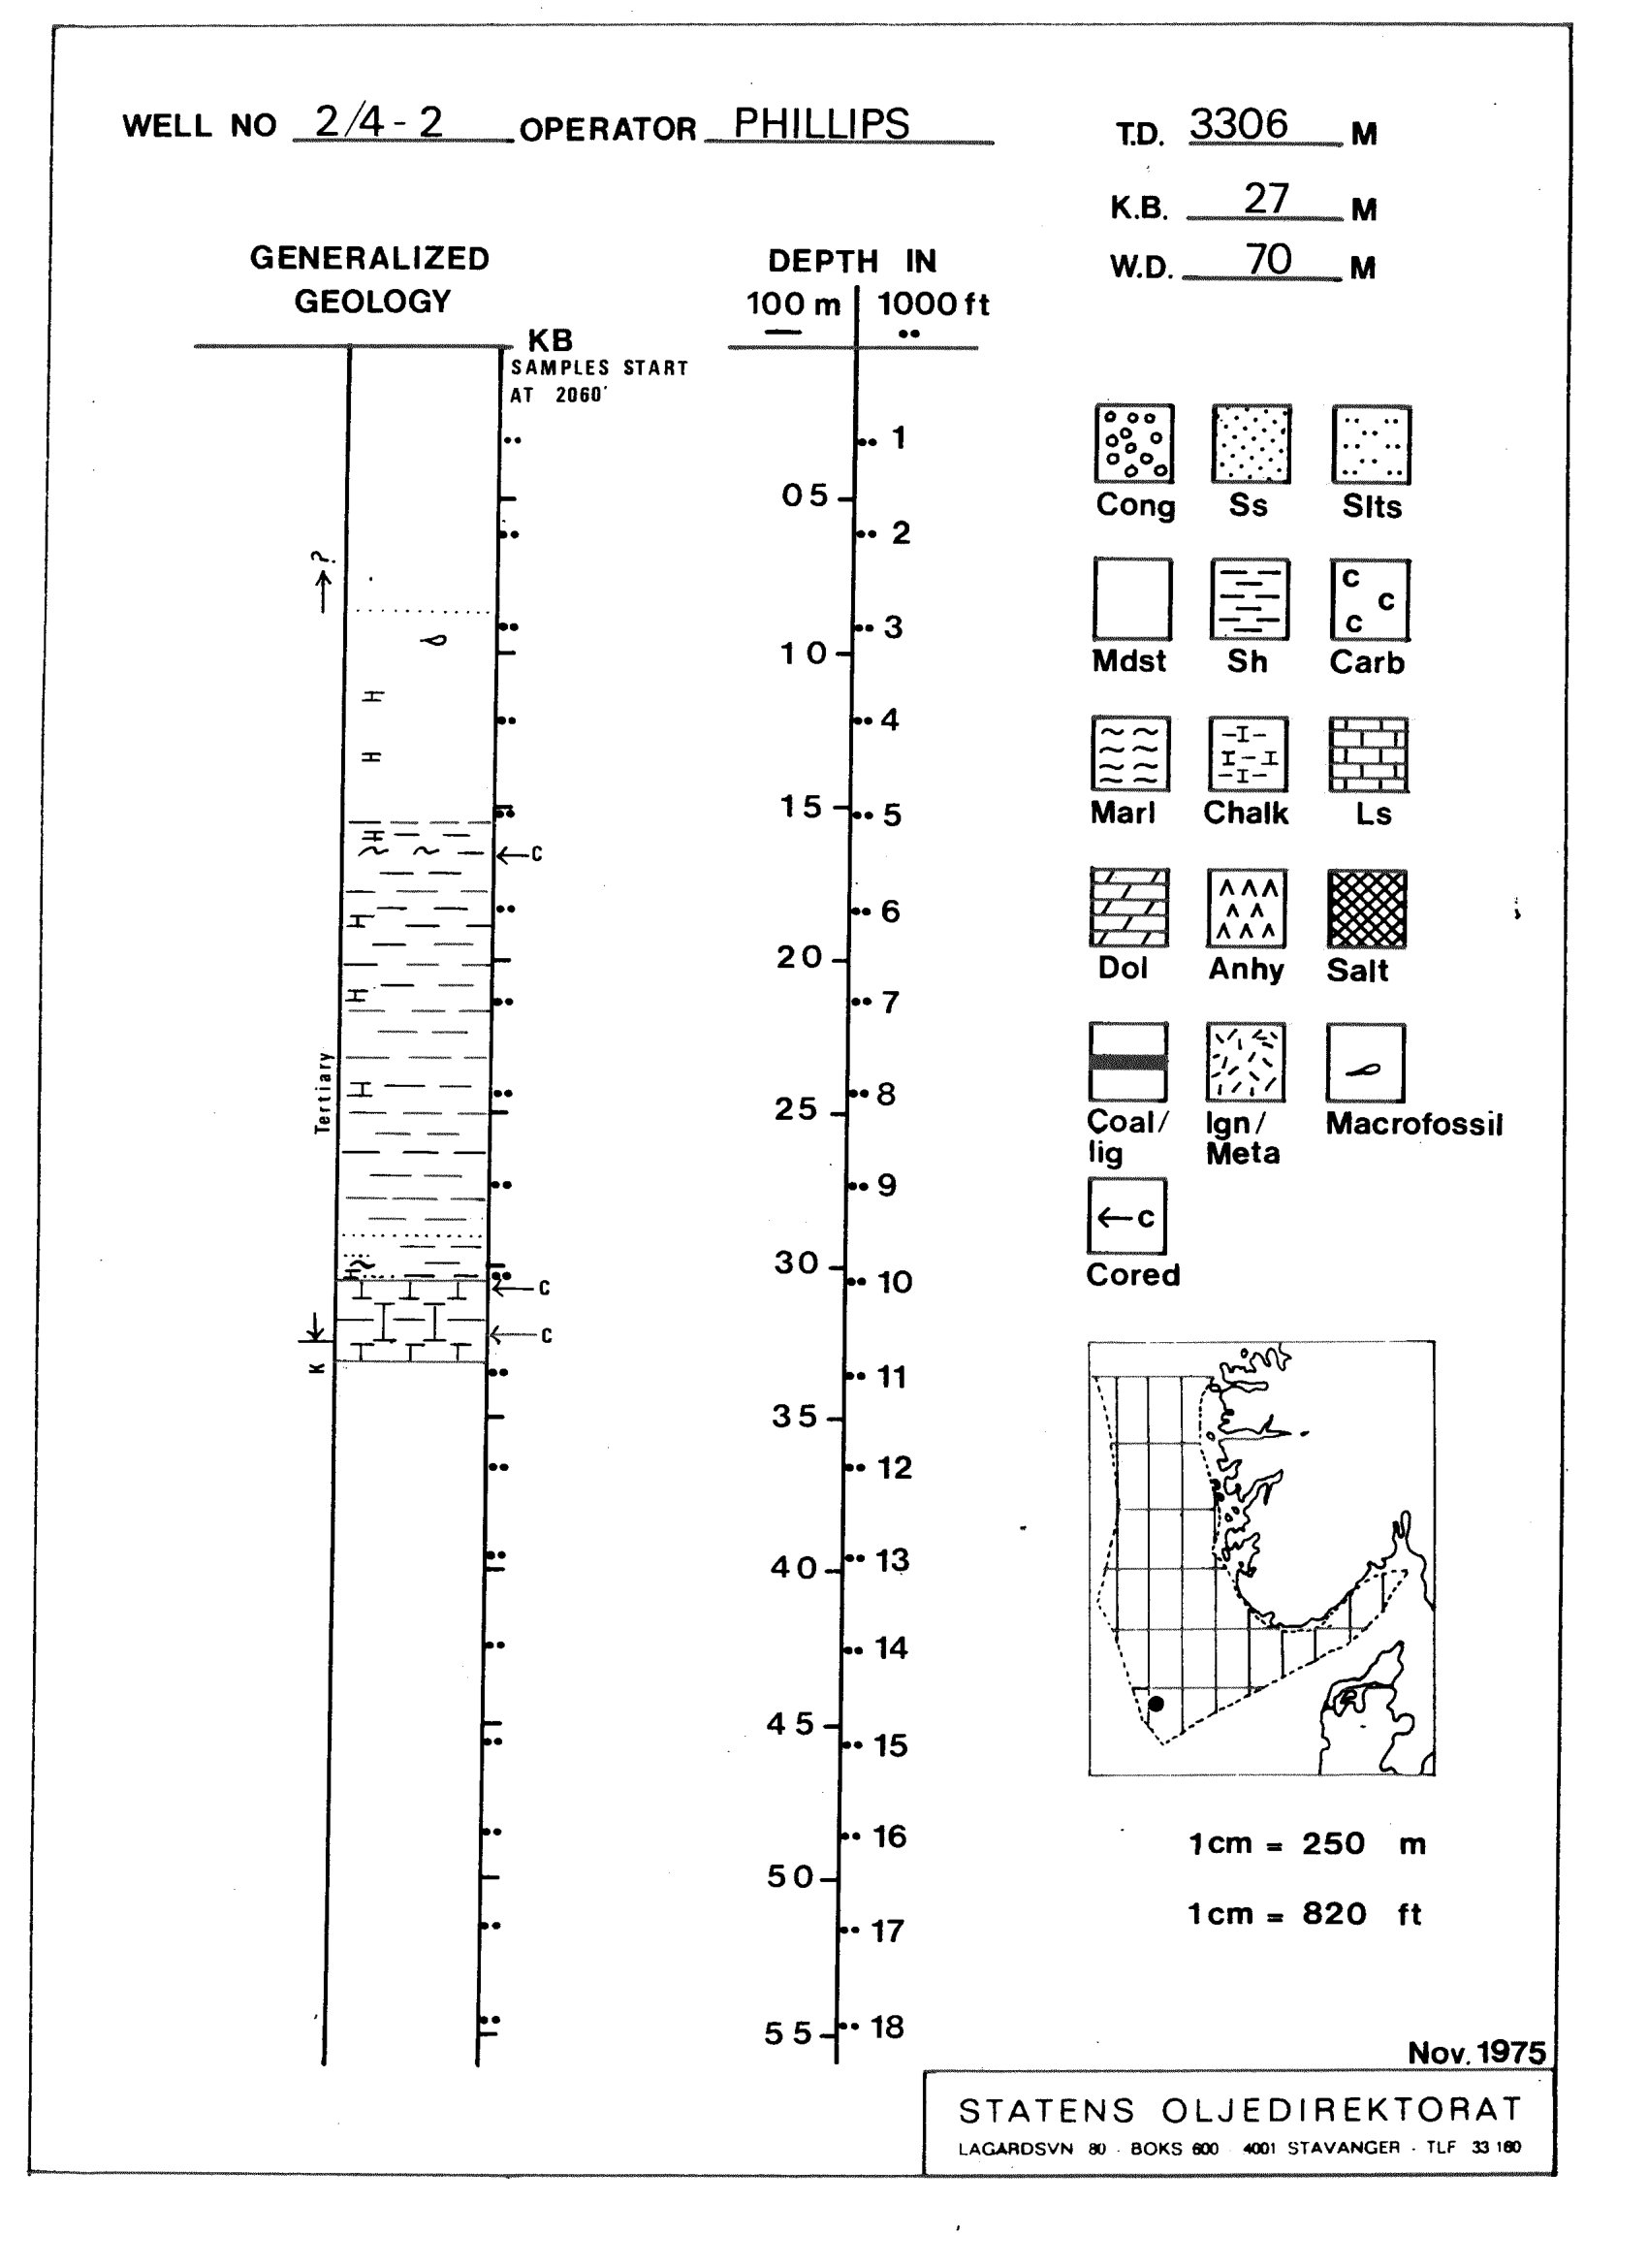 WELL NO 2/4-2 OPERATOR PHILLIPS
T.D. 3306 M
K.B. 27 M
W.D. 70 M
GENERALIZED
GEOLOGY
DEPTH IN
100 m 1000 ft
KB
SAMPLES START
AT 2060'
1
05
2
?
3
10
4
15
5
C
6
20
7
8
25
Tertiary
9
30
10
C
C
K
11
35
12
13
40
14
45
15
16
50
17
55
18
Cong Ss Slts
C
C
C
Mdst Sh Carb
Marl Chalk Ls
Dol Anhy Salt
Coal/ Ign/ Macrofossil
lig Meta
←C
Cored
1cm = 250 m
1cm = 820 ft
Nov. 1975
STATENS OLJEDIREKTORAT
LAGARDSVN 80 · BOKS 600 4001 STAVANGER · TLF 33 160